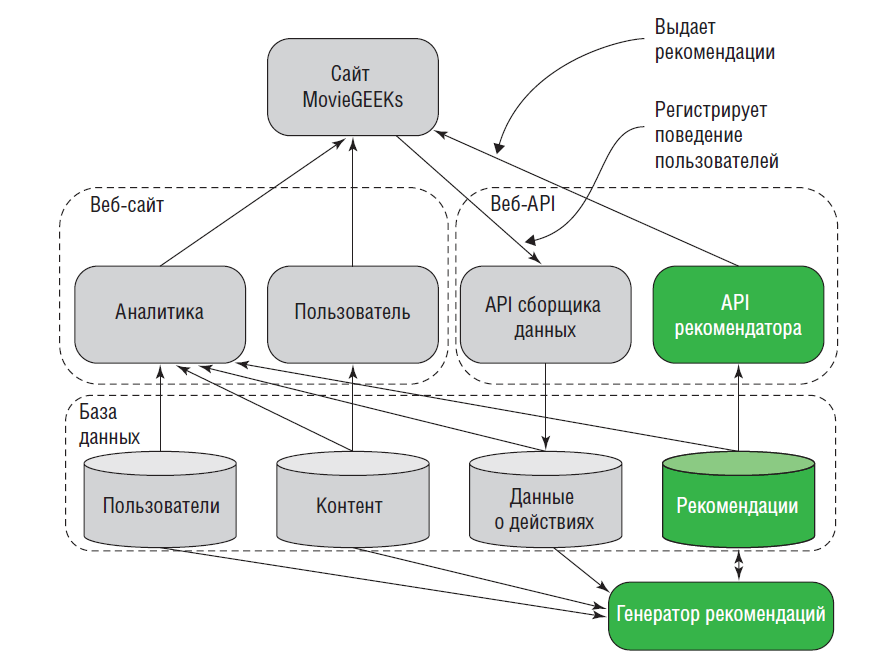 Выдает
рекомендации
Сайт
MovieGEEKs
Регистрирует
поведение
пользователей
Веб-сайт
Веб-API
Аналитика
Пользователь
API сборщика
данных
API
рекомендатора
База
данных
Пользователи
Контент
Данные
о действиях
Рекомендации
Генератор рекомендаций